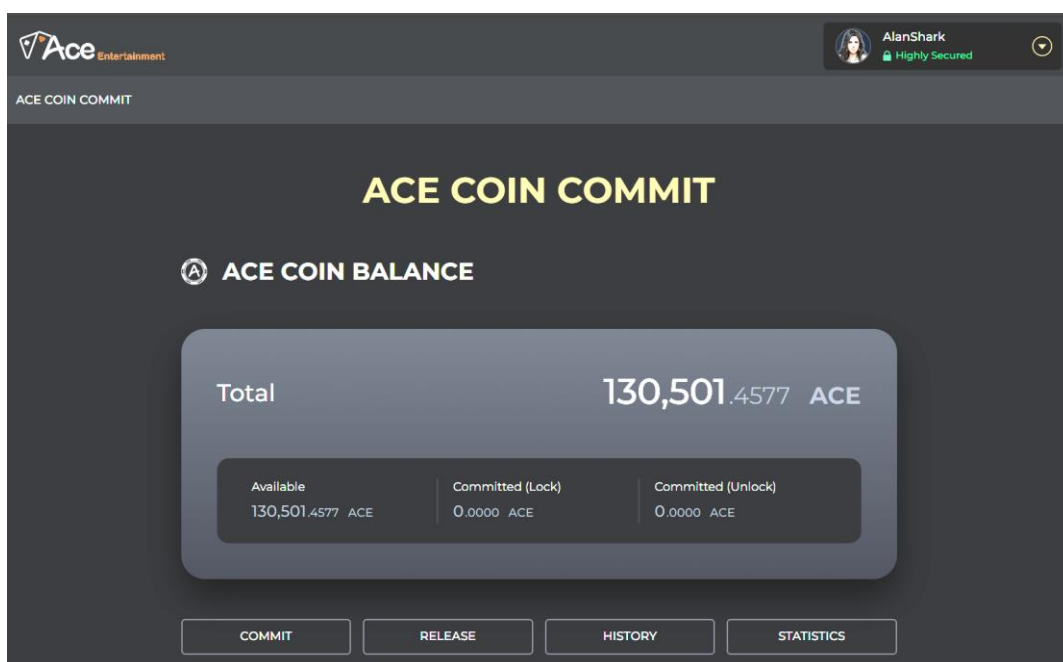 Ace Entertainment
AlanShark
Highly Secured
ACE COIN COMMIT
ACE COIN COMMIT
A ACE COIN BALANCE
Total 130,501.4577 ACE
Available Committed (Lock) Committed (Unlock)
130,501.4577 ACE 0.0000 ACE 0.0000 ACE
COMMIT RELEASE HISTORY STATISTICS